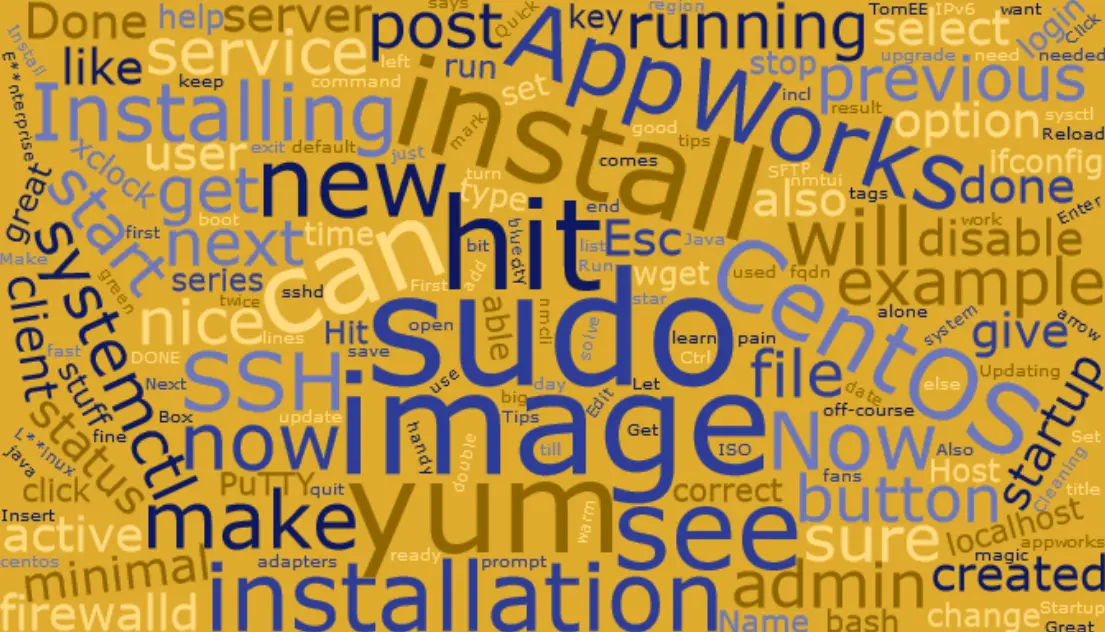 Done
help
server
post
says
Quick
key
running
region
TomEE
IPv6
want
select
login
Click
Install
E**nterprise
like
service
keep
left
command
run
set
AppWorks
stop
incl
previous
upgrade
need
needed
result
option
sysctl
Reload
Installing
install
mark
good
tips
user
exit
default
just
xclock
comes
SFTP
nmtui
ifconfig
great
start
get
new
turn
type
end
also
tags
done
Enter
boot
first
next
time
can
hit
bit
bluecity
list
Esc
Java
Run
will
work
disable
Make
systemctl
green
series
twice
sshd
First
add
wget
used
fqdn
example
star
CentOS
client
nice
lines
Hit
open
able
nmcli
solve
sudo
learn
pain
alone
system
give
arrow
fast
stuff
DONE
save
Ctrl
file
Updating
Next
SSH
use
big
day
Edit
Let
date
else
startup
status
Box
update
image
Tips
Get
off-course
L**inux
fine
now
handy
double
till
ISO
Now
Also
Set
java
click
PuTTY
quit
yum
warm
correct
fans
button
Host
Cleaning
title
Insert
active
make
see
sure
localhost
appworks
centos
minimal
adapters
ready
prompt
magic
admin
created
firewalld
installation
Name
bash
change
Startup
Great